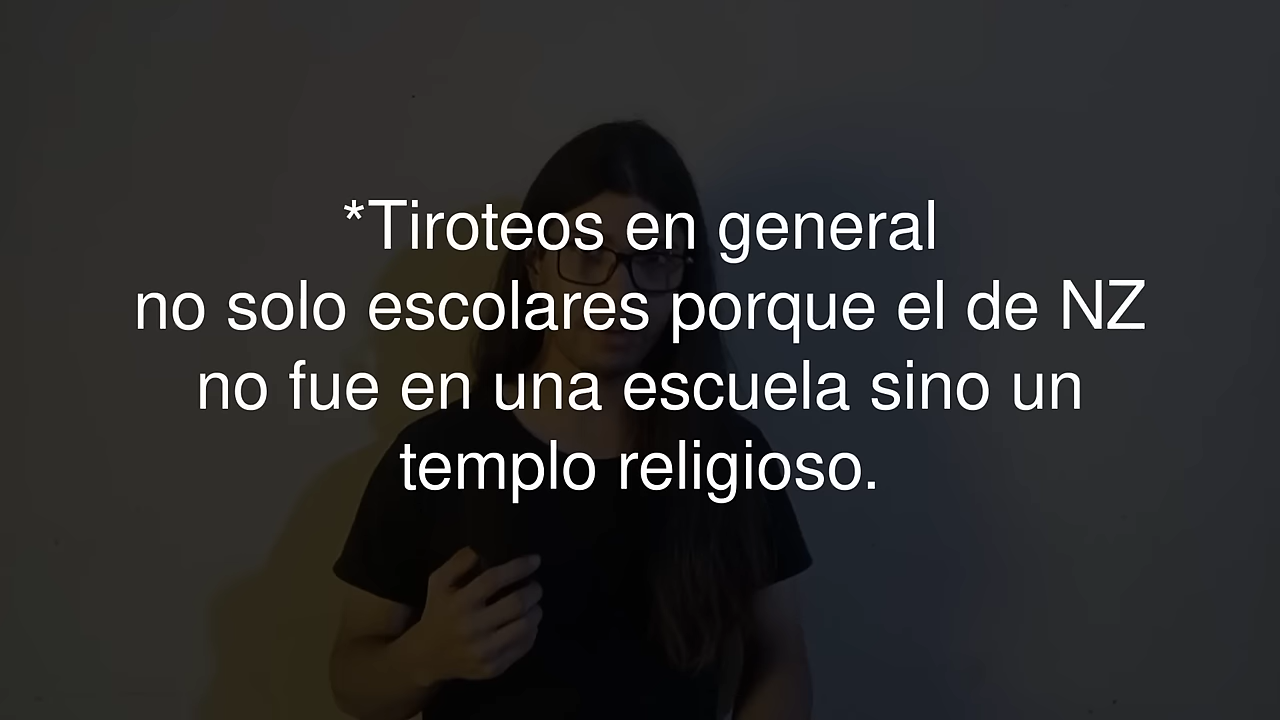 *Tiroteos en general
no solo escolares porque el de NZ
no fue en una escuela sino un
templo religioso.